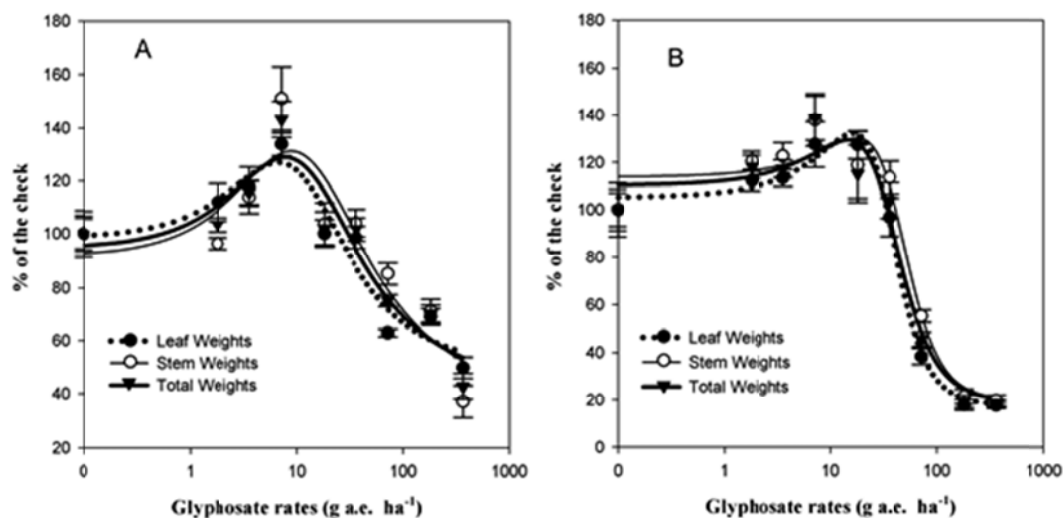 180
160
140
120
100
80
60
40
20
% of the check
A
Leaf Weights
Stem Weights
Total Weights
0 1 10 100 1000
Glyphosate rates (g a.e. ha⁻¹)
180
160
140
120
100
80
60
40
20
0
% of the check
B
Leaf Weights
Stem Weights
Total Weights
0 1 10 100 1000
Glyphosate rates (g a.e. ha⁻¹)